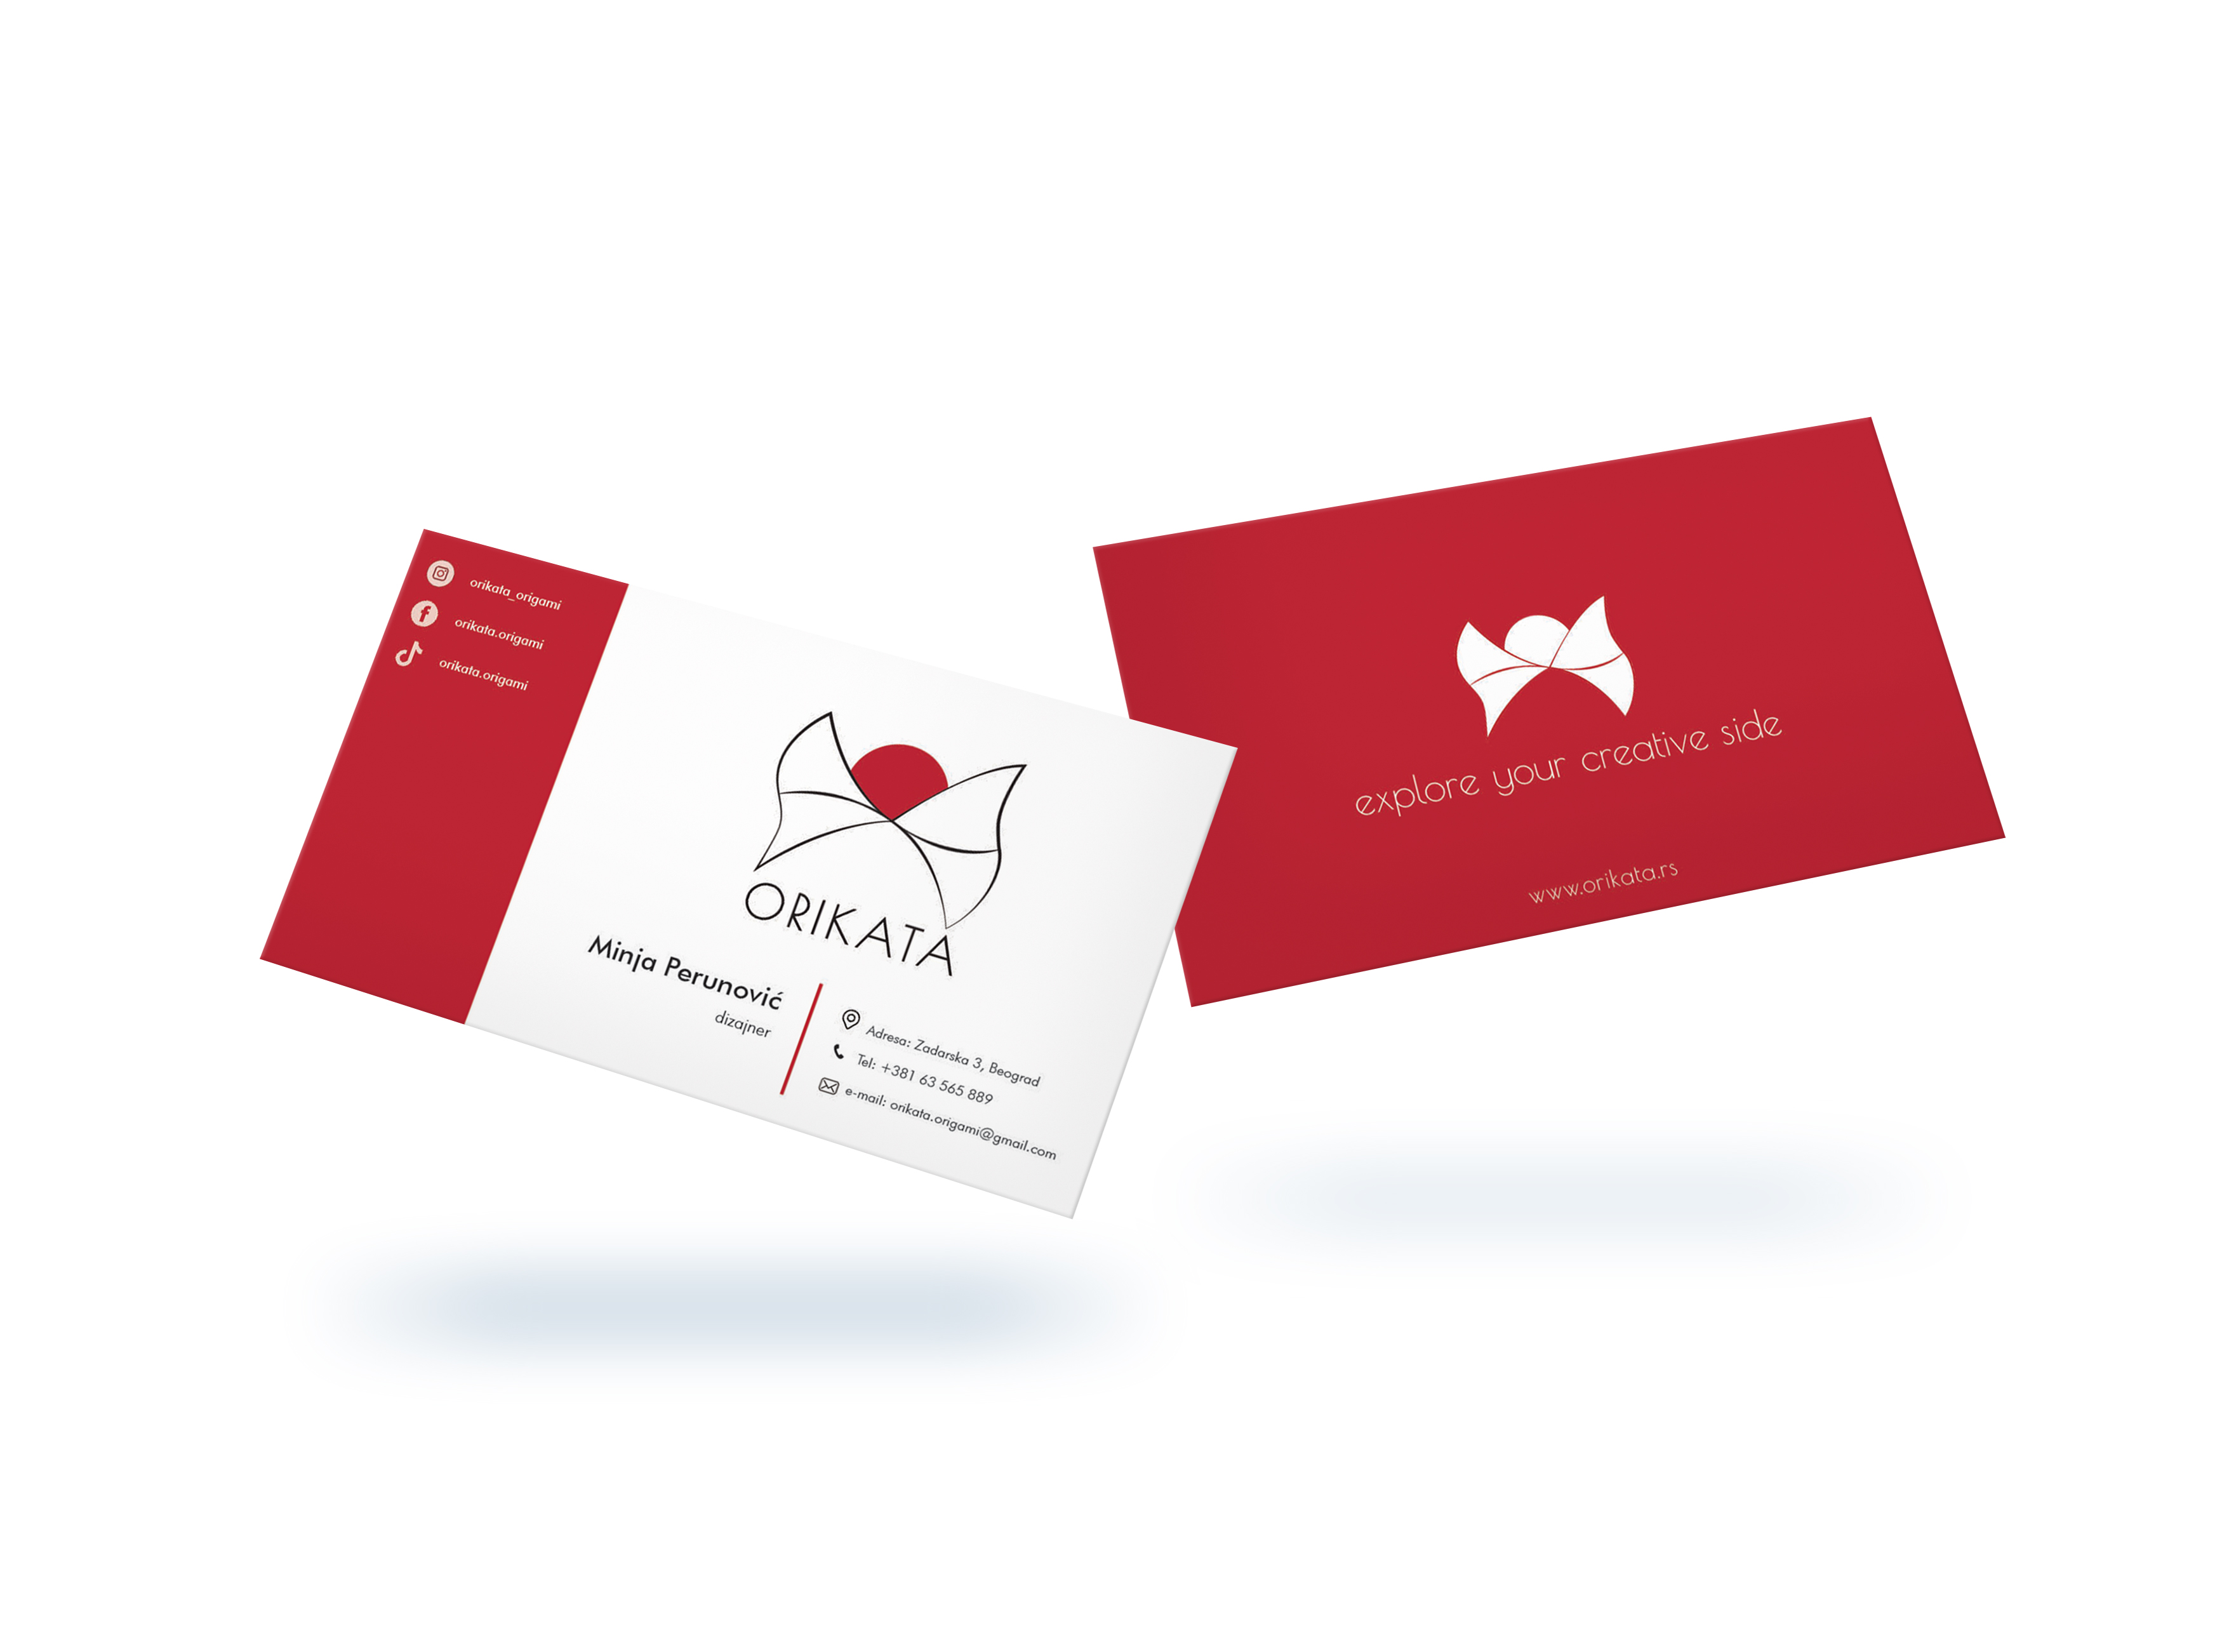 orikata_origami
orikata.origami
orikata.origami
ORIKATA
Minja Perunović
dizajner
Adresa: Zadarska 3, Beograd
Tel: +381 63 565 889
e-mail: orikata.origami@gmail.com
explore your creative side
www.orikata.rs